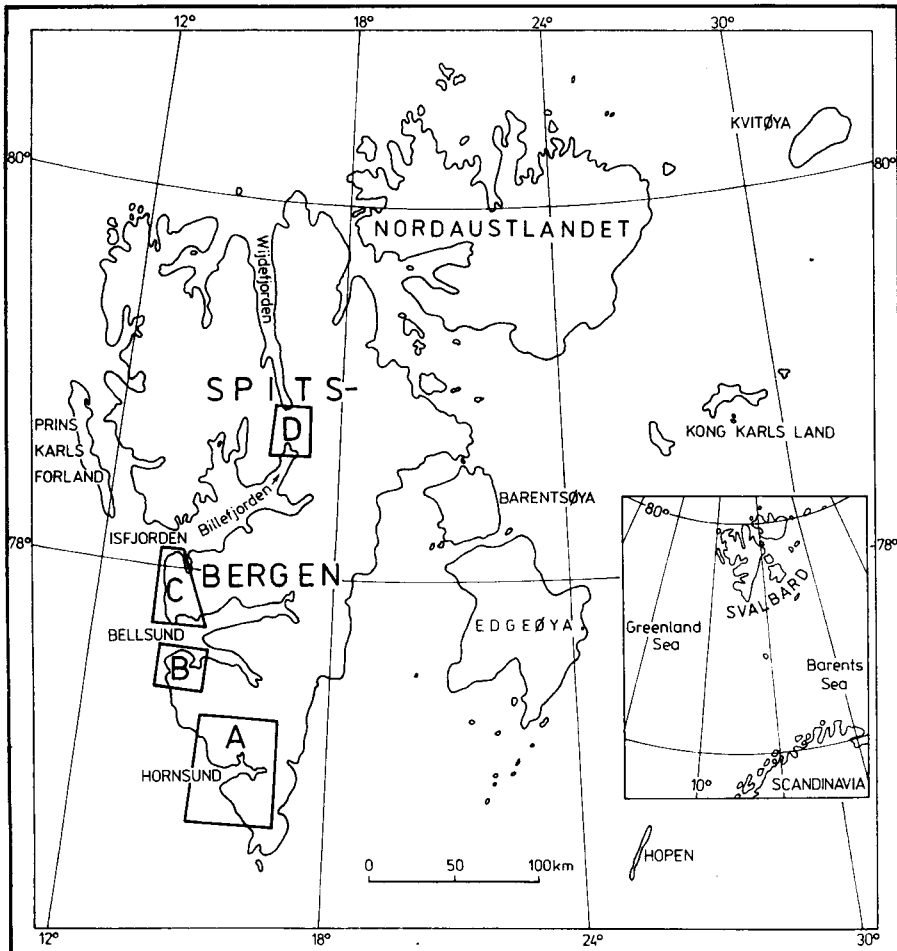 12° 18° 24° 30°
KVITØYA
80° 80°
NORDAUSTLANDET
Wijdefjorden
SPITS-
D
PRINS
KARLS
FORLAND
KONG KARLS LAND
Billefjorden
BARENTSØYA
ISFJORDEN
78° 78°
BERGEN
C
80°
SVALBARD
EDGEØYA
Greenland
Sea
BELLSUND
B
Barents
Sea
A
HORNSUND
10° SCANDINAVIA
0 50 100km
HOPEN
12° 18° 24° 30°